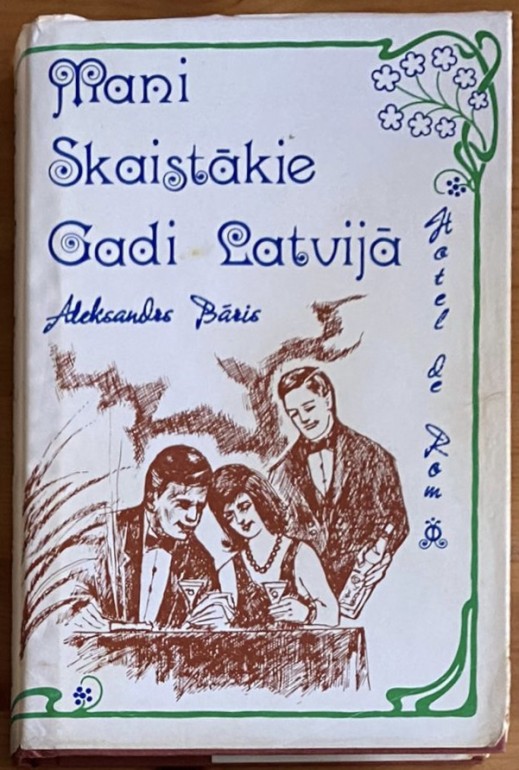 Mani
Skaistākie
Gadi Latvijā
Aleksandrs Bāris
Hotel de Rom